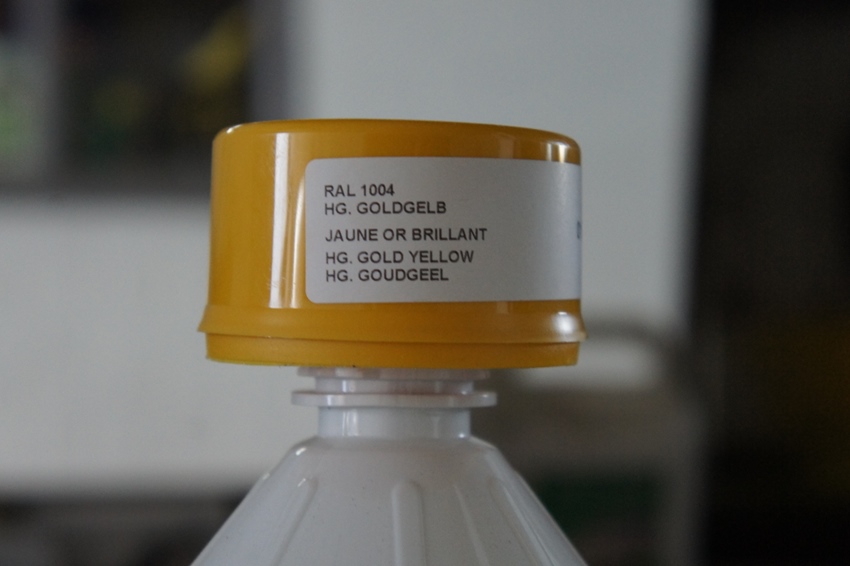 RAL 1004
HG. GOLDGELB
JAUNE OR BRILLANT
HG. GOLD YELLOW
HG. GOUDGEEL